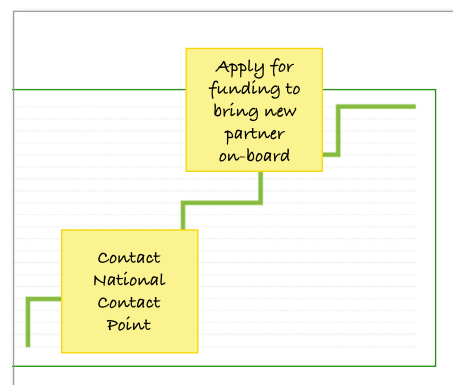 Apply for
funding to
bring new
partner
on-board
Contact
National
Contact
Point